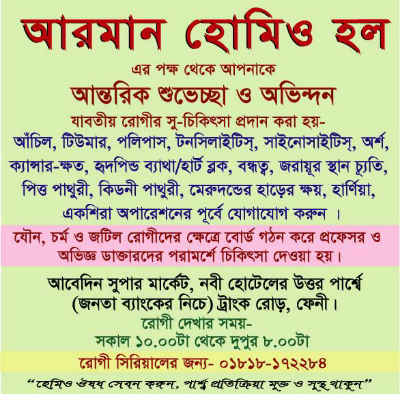 আরমান হোমিও হল
এর পক্ষ থেকে আপনাকে
আন্তরিক শুভেচ্ছা ও অভিন্দন
যাবতীয় রোগীর সু-চিকিৎসা প্রদান করা হয়-
আঁচিল, টিউমার, পলিপাস, টনসিলাইটিস্, সাইনোসাইটিস্, অর্শ,
ক্যান্সার-ক্ষত, হৃদপিন্ড ব্যাথা/হার্ট ব্লক, বন্ধত্ব, জরায়ূর স্থান চ্যূতি,
পিত্ত পাথুরী, কিডনী পাথুরী, মেরুদন্ডের হাড়ের ক্ষয়, হার্ণিয়া,
একশিরা অপারেশনের পূর্বে যোগাযোগ করুন ।
যৌন, চর্ম ও জটিল রোগীদের ক্ষেত্রে বোর্ড গঠন করে প্রফেসর ও
অভিজ্ঞ ডাক্তারদের পরামর্শে চিকিৎসা দেওয়া হয়।
আবেদিন সুপার মার্কেট, নবী হোটেলের উত্তর পার্শ্বে
(জনতা ব্যাংকের নিচে) ট্রাংক রোড়, ফেনী।
রোগী দেখার সময়-
সকাল ১০.০০টা থেকে দুপুর ৮.০০টা
রোগী সিরিয়ালের জন্য- ০১৮১৮-১৭২২৮৪
“হেমিও ঔষধ সেবন করুন, পার্শ্ব প্রতিক্রিয়া মুক্ত ও সুস্থ থাকুন”